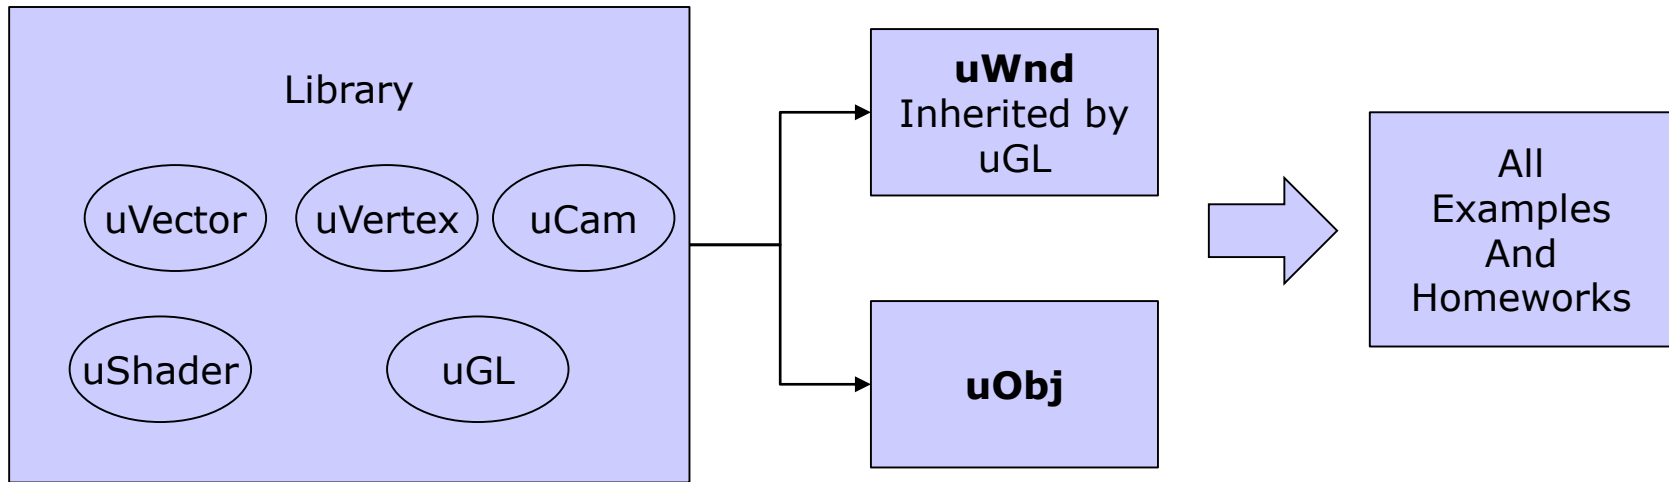 Library
uVector
uVertex
uCam
uShader
uGL
uWnd
Inherited by
uGL
uObj
All
Examples
And
Homeworks